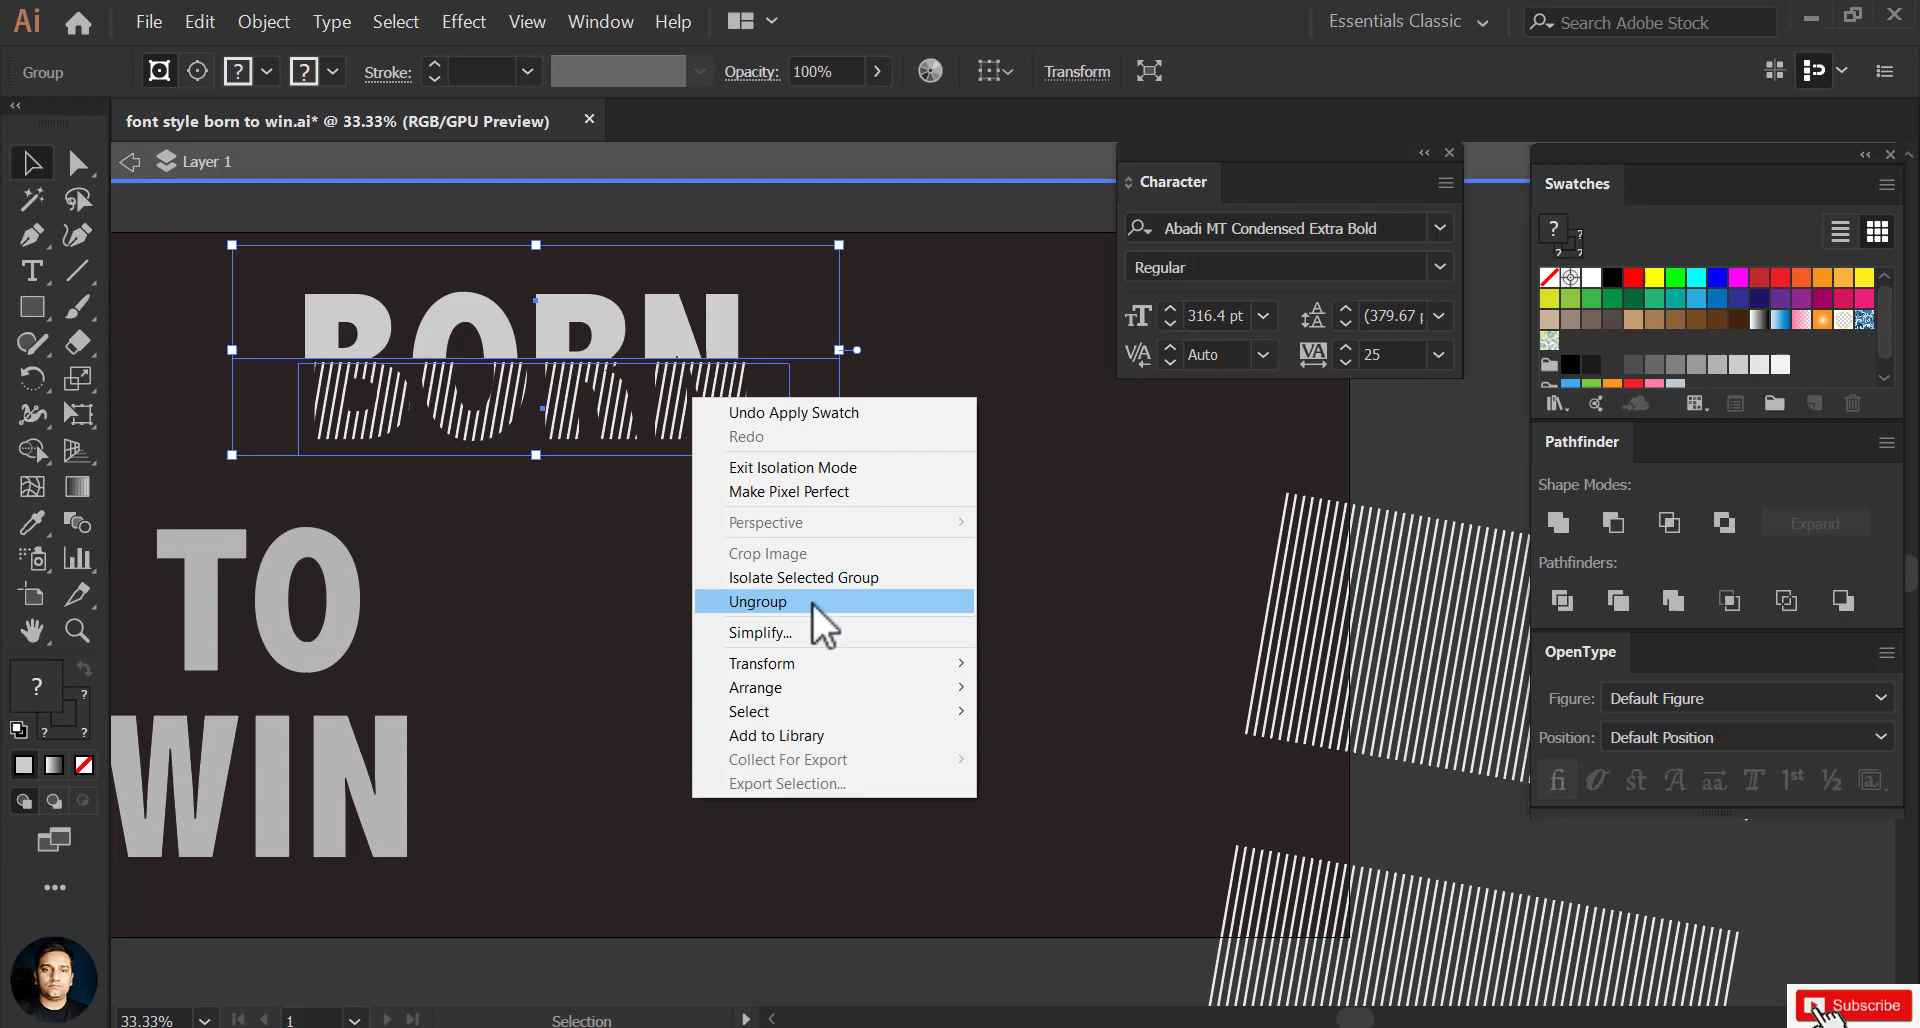 Ai File Edit Object Type Select Effect View Window Help Essentials Classic Search Adobe Stock
Group ? ? Stroke: Opacity: 100% Transform
font style born to win.ai* @ 33.33% (RGB/GPU Preview)
Layer 1
Character
Abadi MT Condensed Extra Bold
Regular
316.4 pt (379.67 p
Auto 25
Swatches
?
Pathfinder
Shape Modes:
Expand
Pathfinders:
OpenType
Figure: Default Figure
Position: Default Position
BORN
BORN
TO
WIN
Undo Apply Swatch
Redo
Exit Isolation Mode
Make Pixel Perfect
Perspective
Crop Image
Isolate Selected Group
Ungroup
Simplify...
Transform
Arrange
Select
Add to Library
Collect For Export
Export Selection...
33.33% 1 Selection
Subscribe